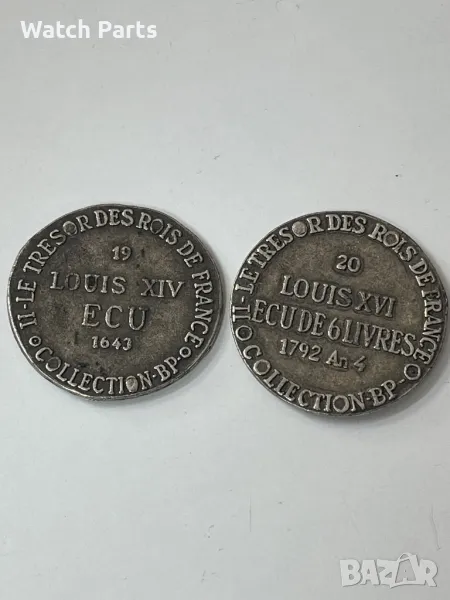 Watch Parts
II-LE TRESOR DES ROIS DE FRANCE
19
LOUIS XIV
ECU
1643
COLLECTION-BP
II-LE TRESOR DES ROIS DE FRANCE
20
LOUIS XVI
ECU DE 6 LIVRES
1792 An 4
COLLECTION-BP
BAZAR